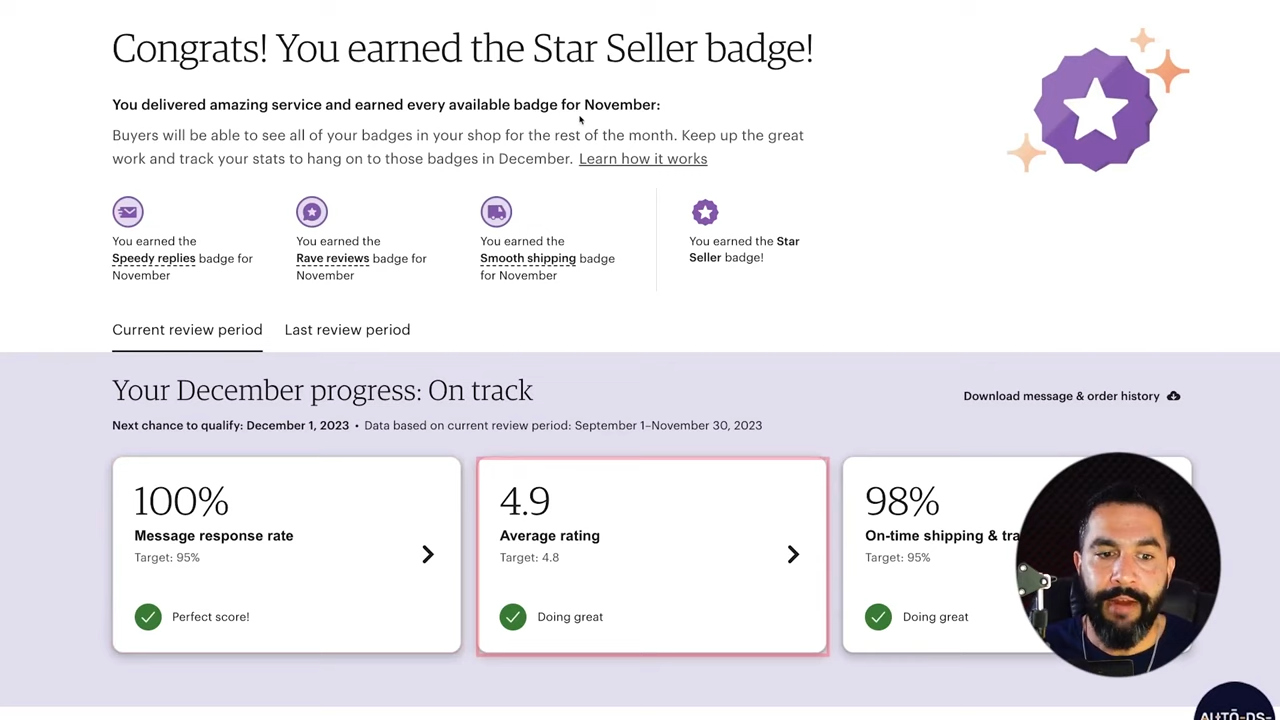 Congrats! You earned the Star Seller badge!
You delivered amazing service and earned every available badge for November:
Buyers will be able to see all of your badges in your shop for the rest of the month. Keep up the great
work and track your stats to hang on to those badges in December. Learn how it works
You earned the
Speedy replies badge for
November
You earned the
Rave reviews badge for
November
You earned the
Smooth shipping badge
for November
You earned the Star
Seller badge!
Current review period
Last review period
Your December progress: On track
Download message & order history
Next chance to qualify: December 1, 2023 • Data based on current review period: September 1–November 30, 2023
100%
Message response rate
Target: 95%
Perfect score!
4.9
Average rating
Target: 4.8
Doing great
98%
On-time shipping &
Target: 95%
Doing great